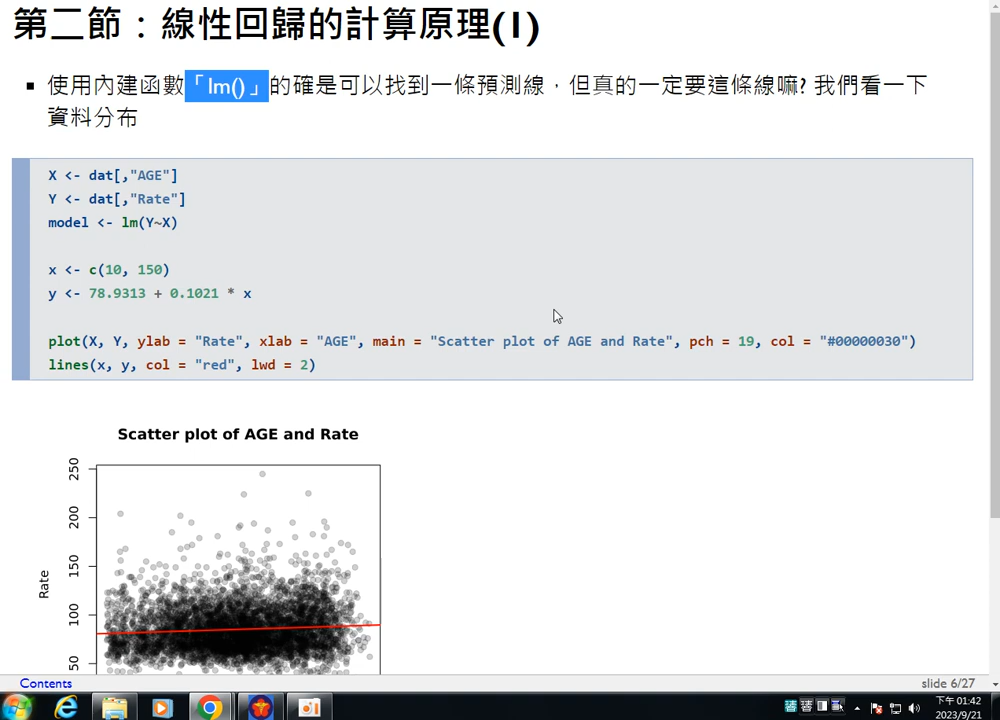 第二節：線性回歸的計算原理(1)
使用內建函數「lm()」的確是可以找到一條預測線，但真的一定要這條線嘛? 我們看一下
資料分布
X <- dat[,"AGE"]
Y <- dat[,"Rate"]
model <- lm(Y~X)
x <- c(10, 150)
y <- 78.9313 + 0.1021 * x
plot(X, Y, ylab = "Rate", xlab = "AGE", main = "Scatter plot of AGE and Rate", pch = 19, col = "#00000030")
lines(x, y, col = "red", lwd = 2)
Scatter plot of AGE and Rate
250
200
150
100
50
Rate
Contents
slide 6/27
下午 01:42
2023/9/21